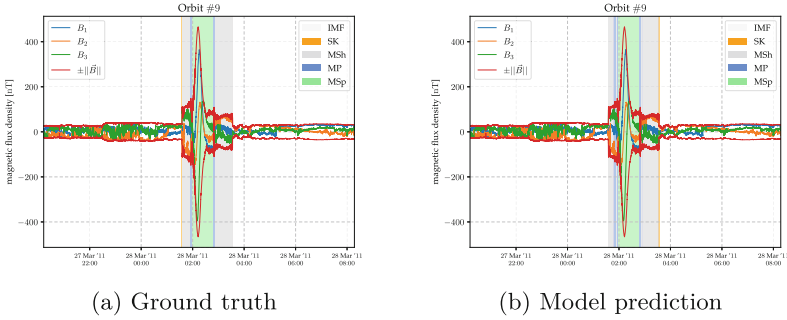 Orbit #9
magnetic flux density [nT]
400
200
0
−200
−400
B1
B2
B3
±||B⃗||
IMF
SK
MSh
MP
MSp
27 Mar '11 28 Mar '11 28 Mar '11 28 Mar '11 28 Mar '11 28 Mar '11
22:00 00:00 02:00 04:00 06:00 08:00
(a) Ground truth
Orbit #9
magnetic flux density [nT]
400
200
0
−200
−400
B1
B2
B3
±||B⃗||
IMF
SK
MSh
MP
MSp
27 Mar '11 28 Mar '11 28 Mar '11 28 Mar '11 28 Mar '11 28 Mar '11
22:00 00:00 02:00 04:00 06:00 08:00
(b) Model prediction